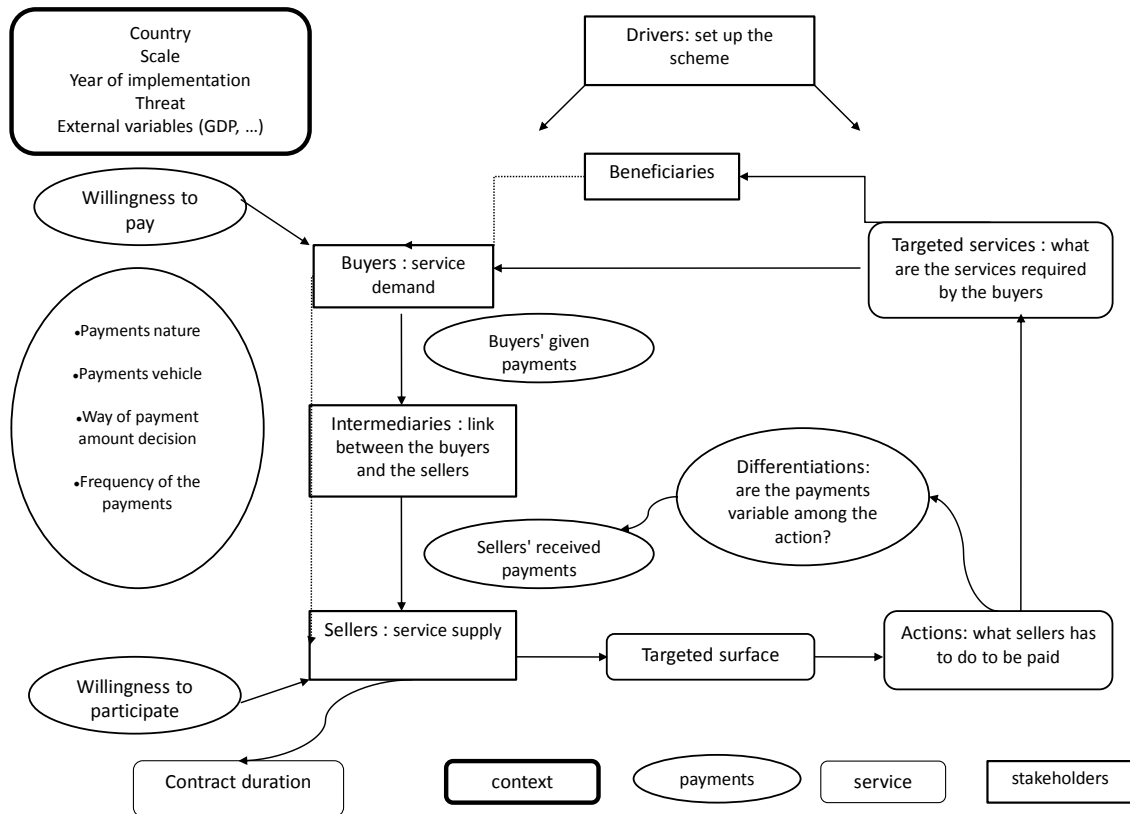 Country
Scale
Year of implementation
Threat
External variables (GDP, ...)
Drivers: set up the
scheme
Beneficiaries
Willingness to
pay
Targeted services : what
are the services required
by the buyers
Buyers : service
demand
•Payments nature
•Payments vehicle
•Way of payment
amount decision
•Frequency of the
payments
Buyers' given
payments
Intermediaries : link
between the buyers
and the sellers
Differentiations:
are the payments
variable among the
action?
Sellers' received
payments
Sellers : service supply
Targeted surface
Actions: what sellers has
to do to be paid
Willingness to
participate
Contract duration
context
payments
service
stakeholders